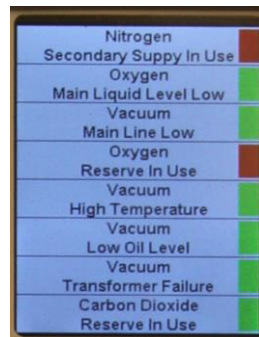 Nitrogen
Secondary Suppy In Use
Oxygen
Main Liquid Level Low
Vacuum
Main Line Low
Oxygen
Reserve In Use
Vacuum
High Temperature
Vacuum
Low Oil Level
Vacuum
Transformer Failure
Carbon Dioxide
Reserve In Use